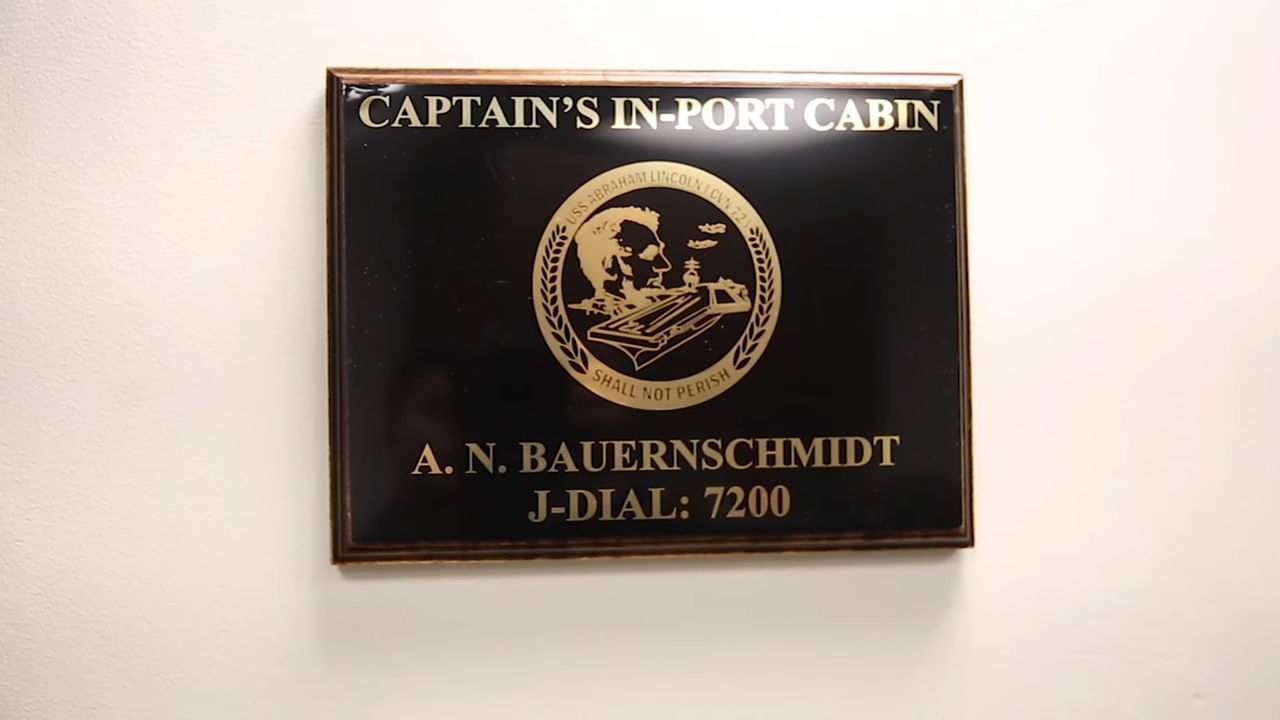 CAPTAIN'S IN-PORT CABIN
USS ABRAHAM LINCOLN (CVN 72)
SHALL NOT PERISH
A. N. BAUERNSCHMIDT
J-DIAL: 7200